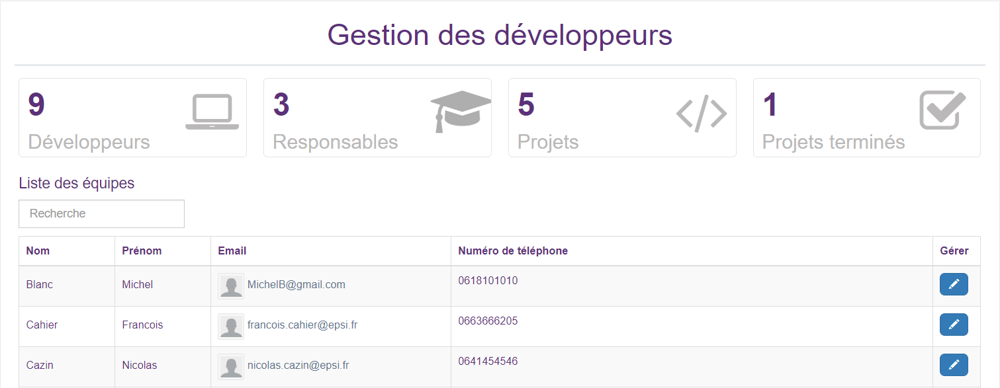 Gestion des développeurs
9
Développeurs
3
Responsables
5
Projets
1
Projets terminés
Liste des équipes
Recherche
Nom Prénom Email Numéro de téléphone Gérer
Blanc Michel MichelB@gmail.com 0618101010
Cahier Francois francois.cahier@epsi.fr 0663666205
Cazin Nicolas nicolas.cazin@epsi.fr 0641454546